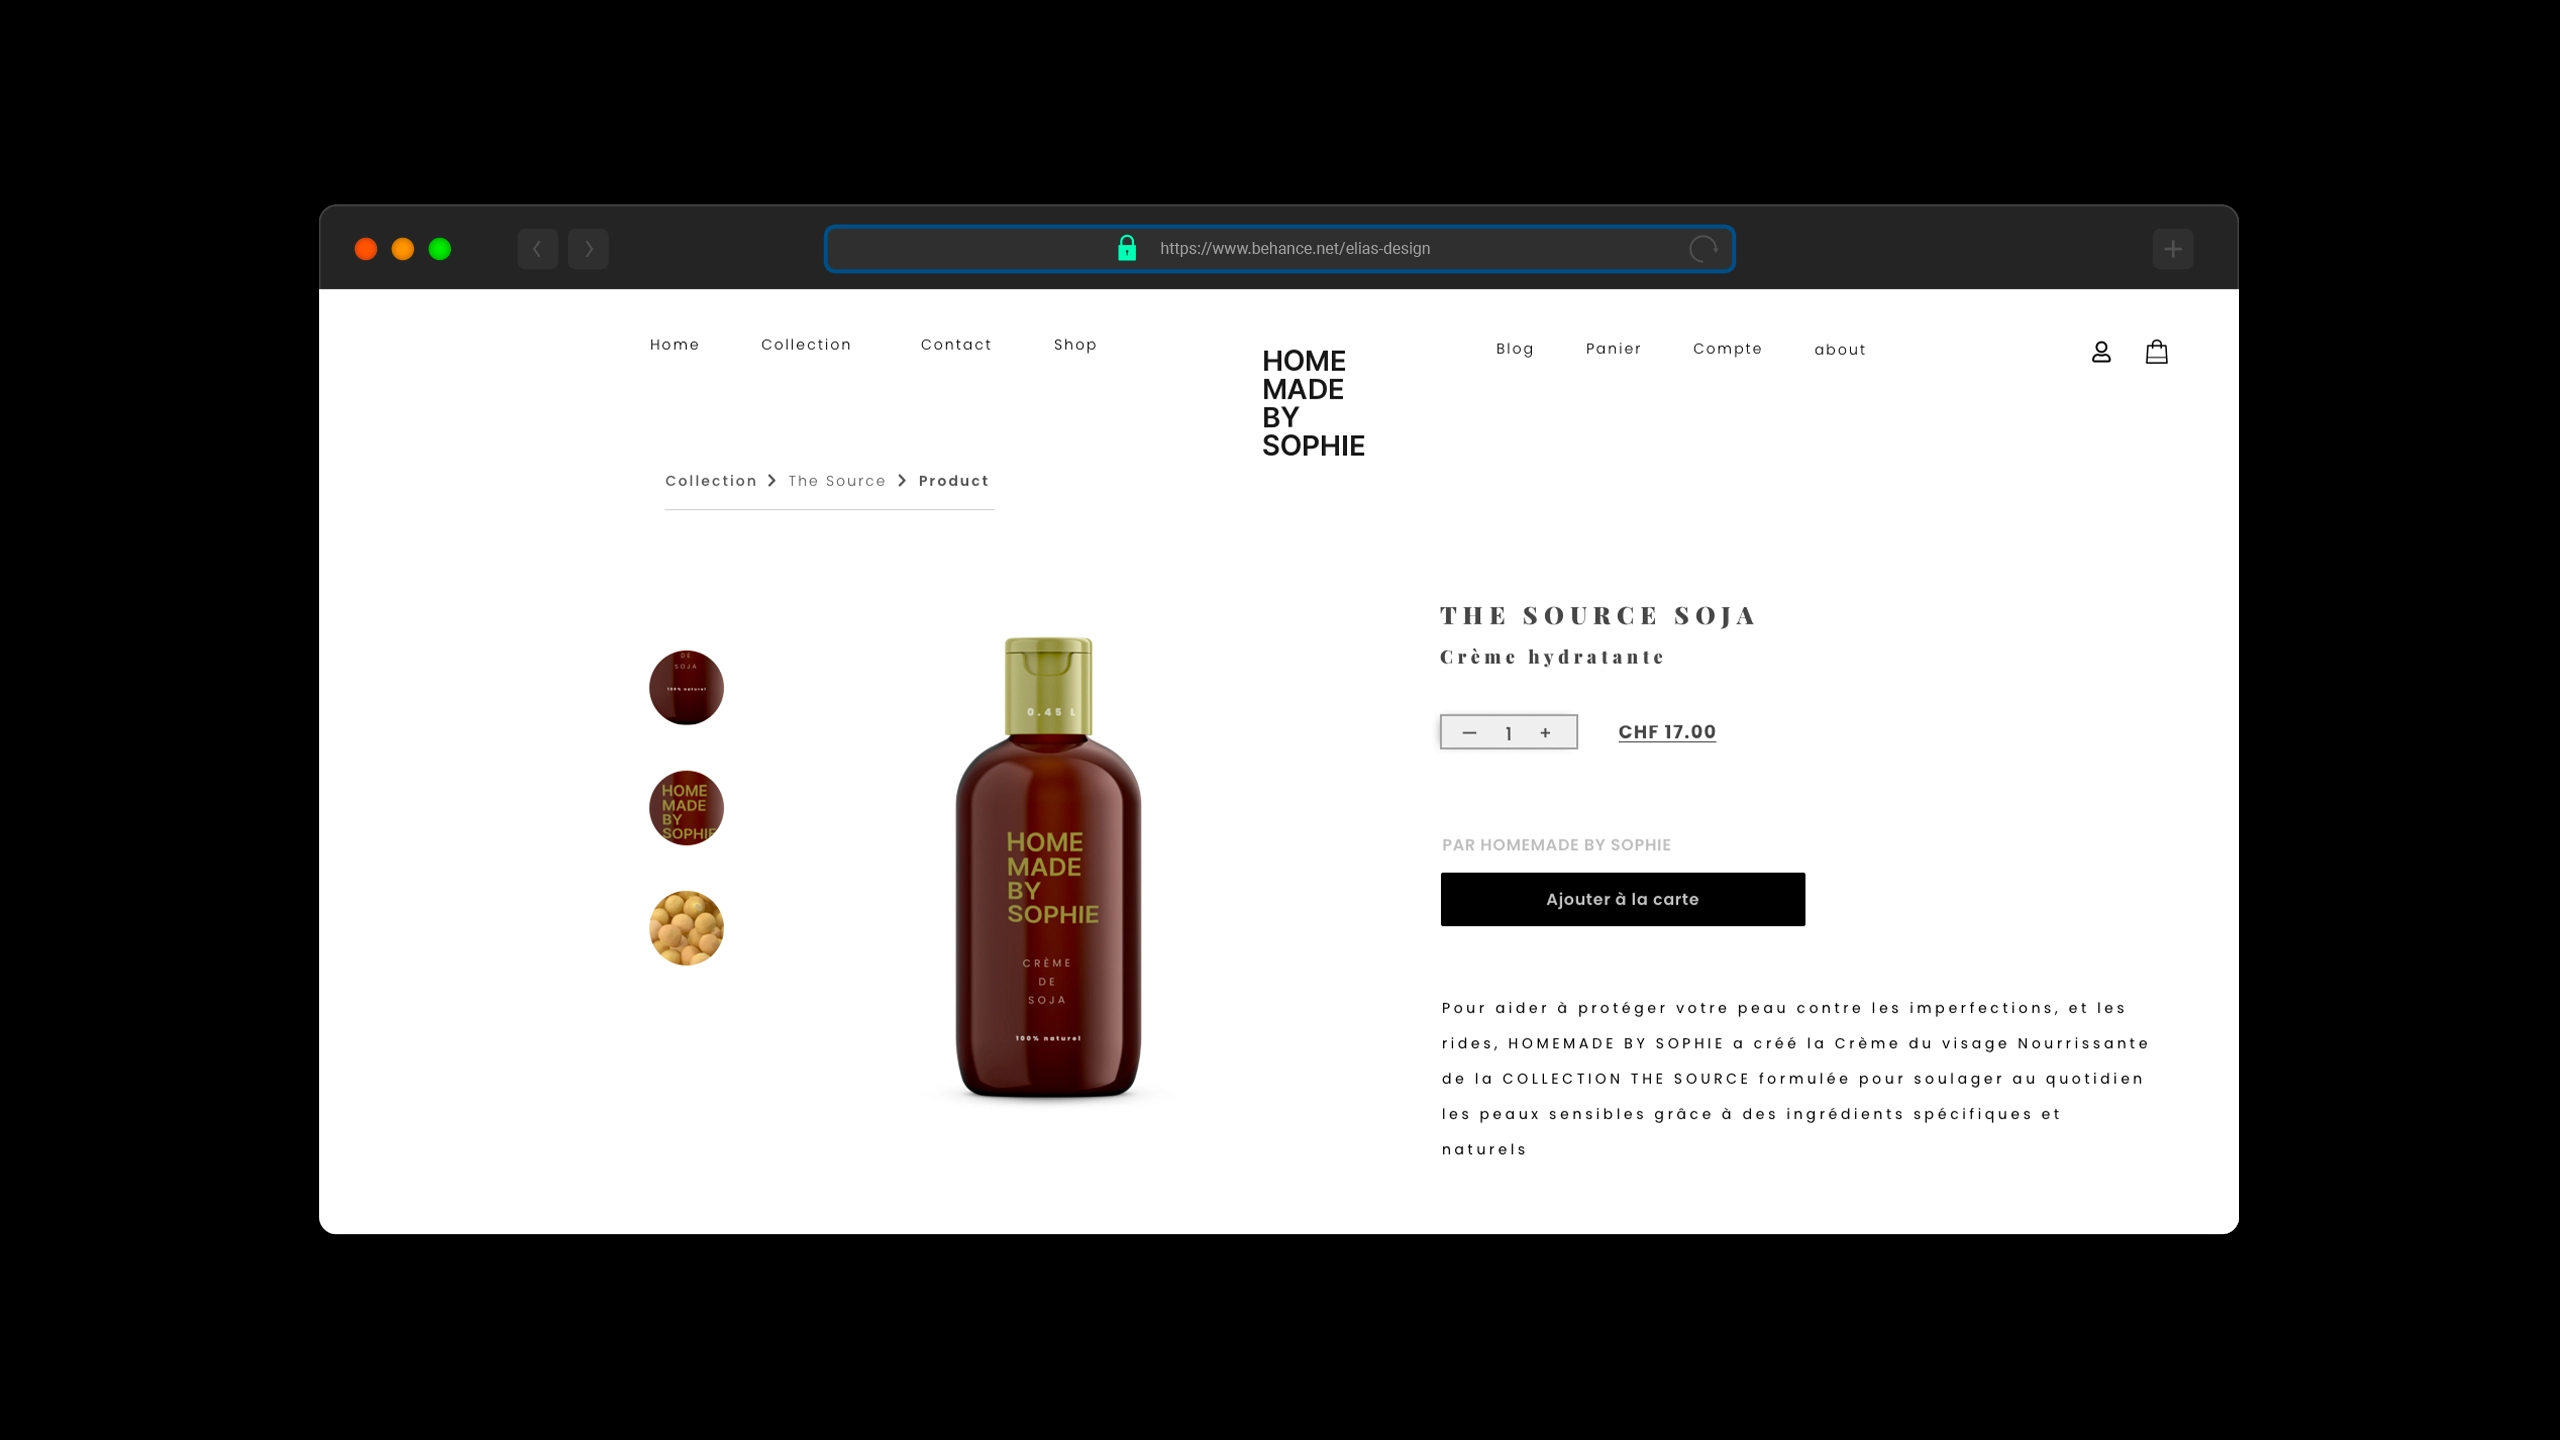 https://www.behance.net/elias-design
Home Collection Contact Shop
HOME
MADE
BY
SOPHIE
Blog Panier Compte about
Collection The Source Product
DE
SOJA
100% naturel
HOME
MADE
BY
SOPHIE
0.45 L
HOME
MADE
BY
SOPHIE
CRÈME
DE
SOJA
100% naturel
THE SOURCE SOJA
Crème hydratante
— 1 + CHF 17.00
PAR HOMEMADE BY SOPHIE
Ajouter à la carte
Pour aider à protéger votre peau contre les imperfections, et les
rides, HOMEMADE BY SOPHIE a créé la Crème du visage Nourrissante
de la COLLECTION THE SOURCE formulée pour soulager au quotidien
les peaux sensibles grâce à des ingrédients spécifiques et
naturels